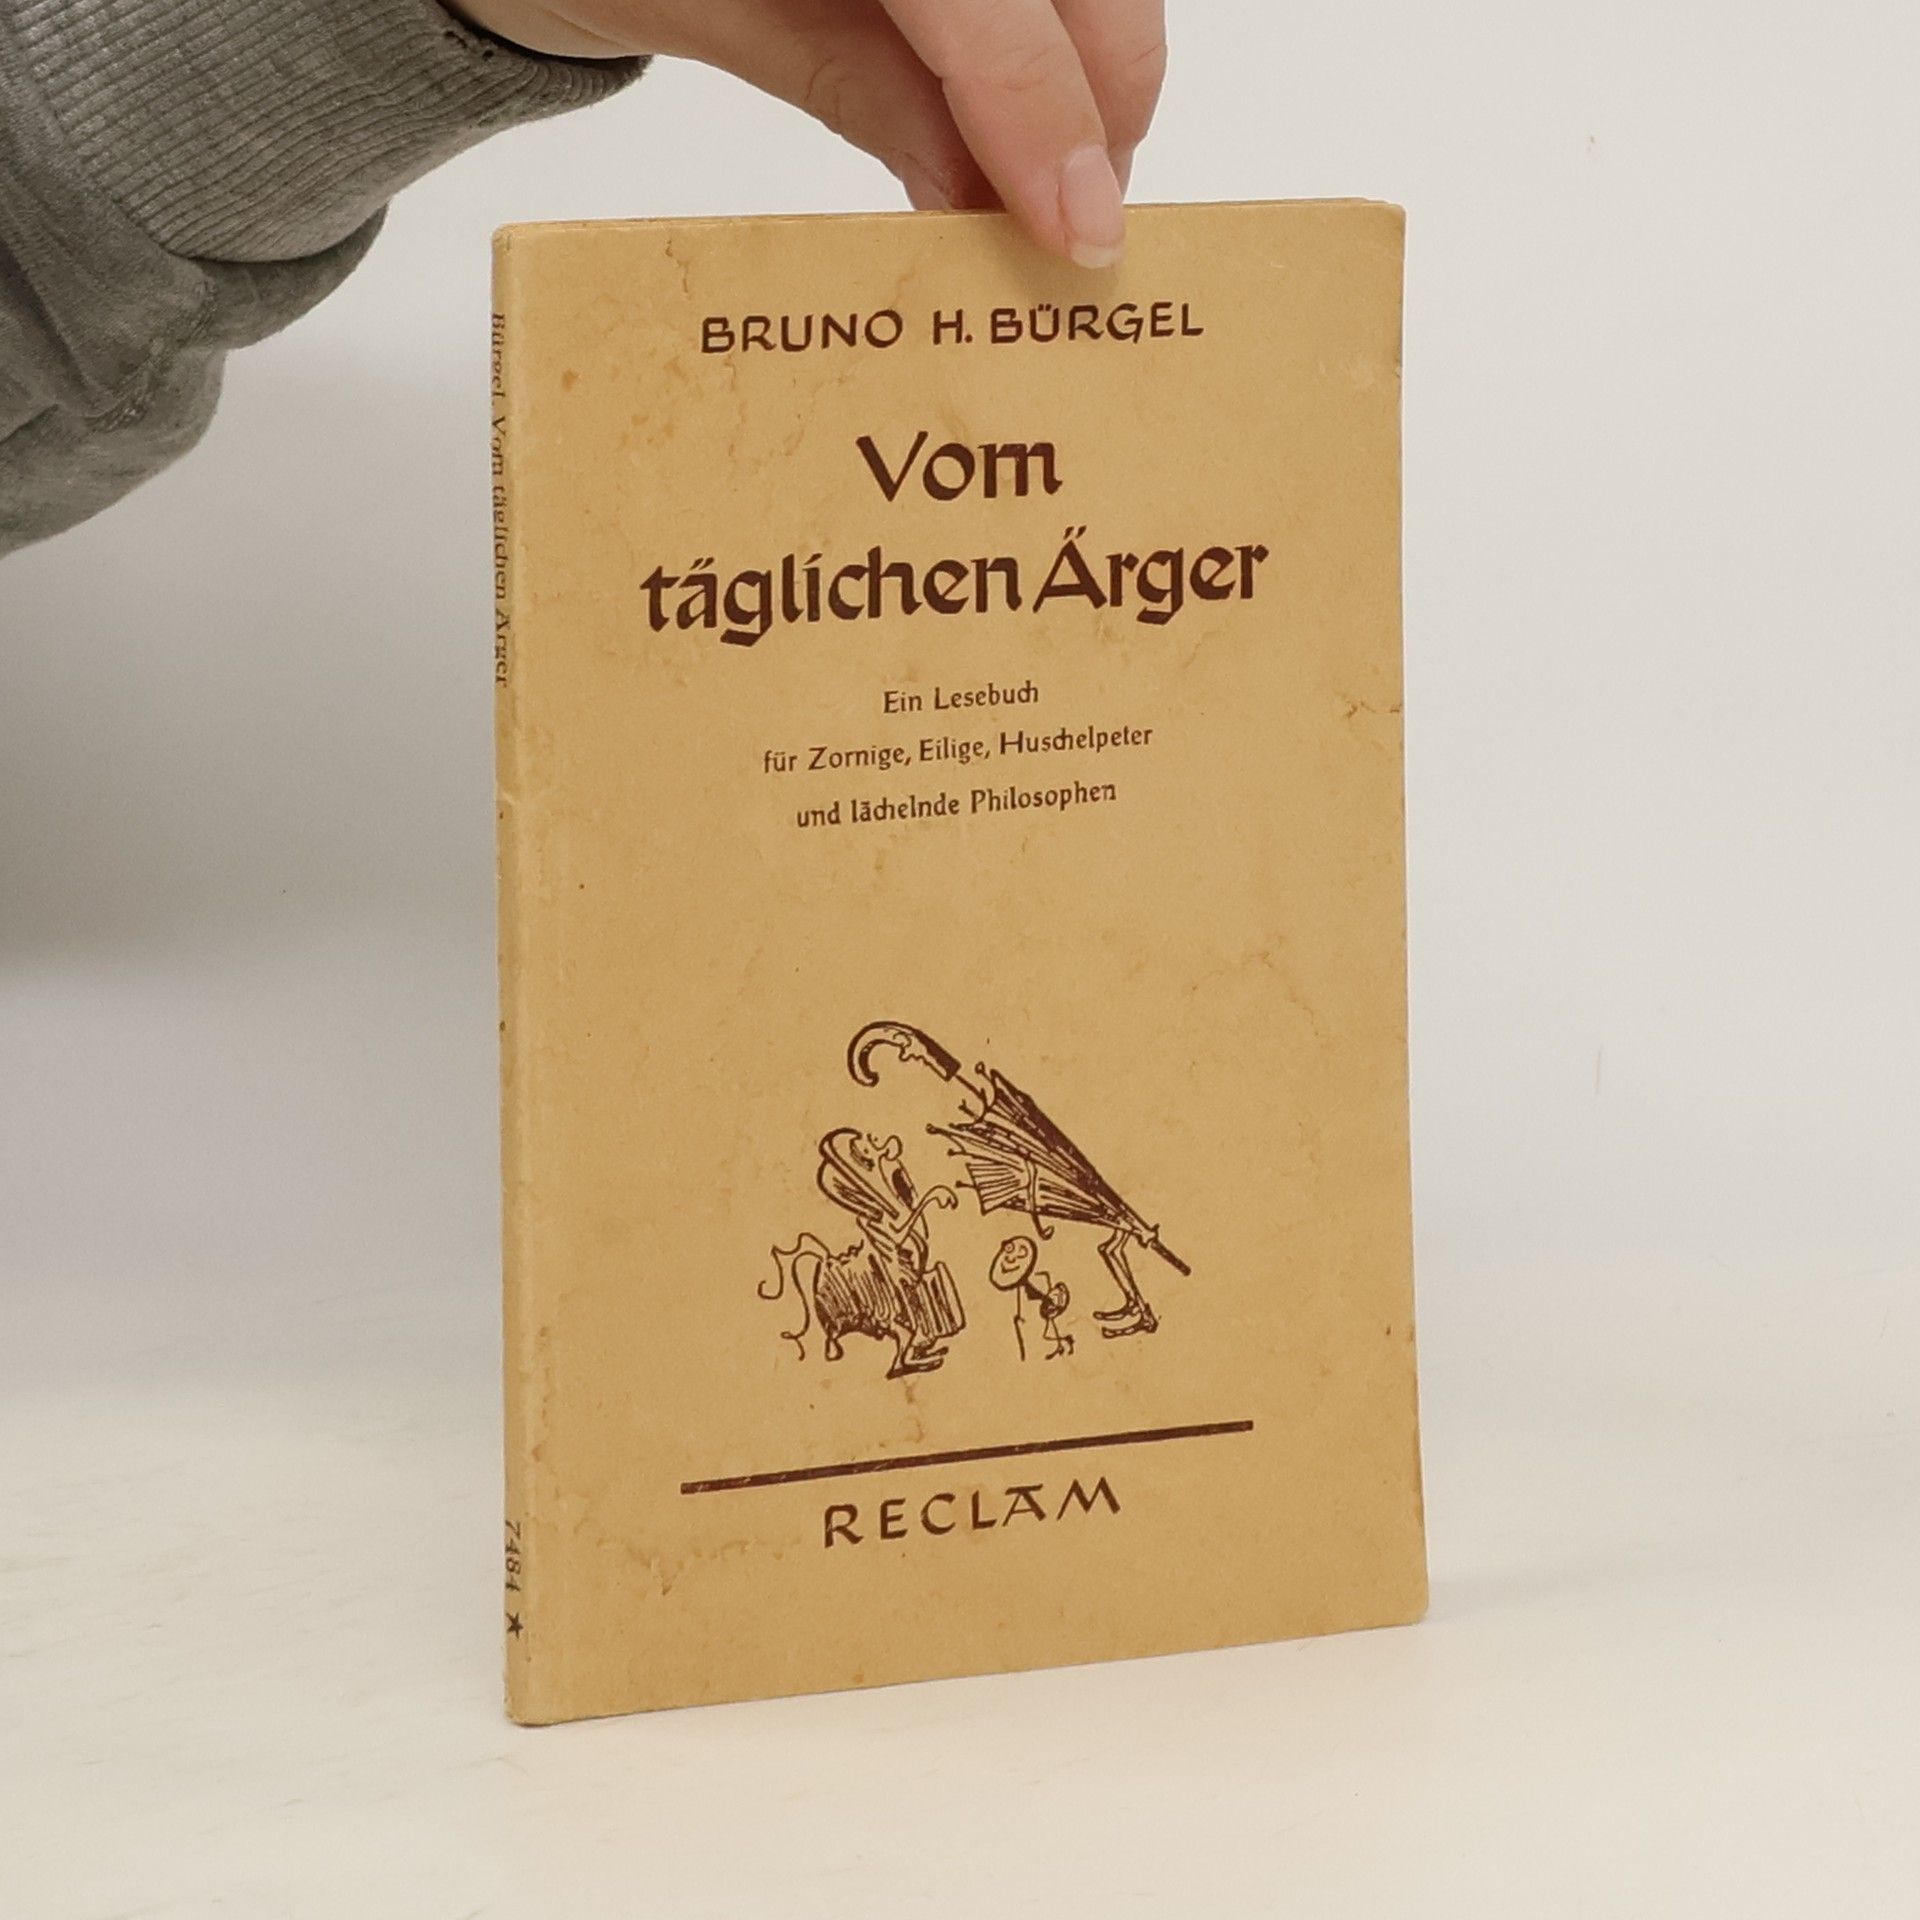 BRUNO H. BÜRGEL
Vom
täglichen Ärger
Ein Lesebuch
für Zornige, Eilige, Huschelpeter
und lächelnde Philosophen
RECLAM
Bürgel, Vom täglichen Ärger
7484 ★